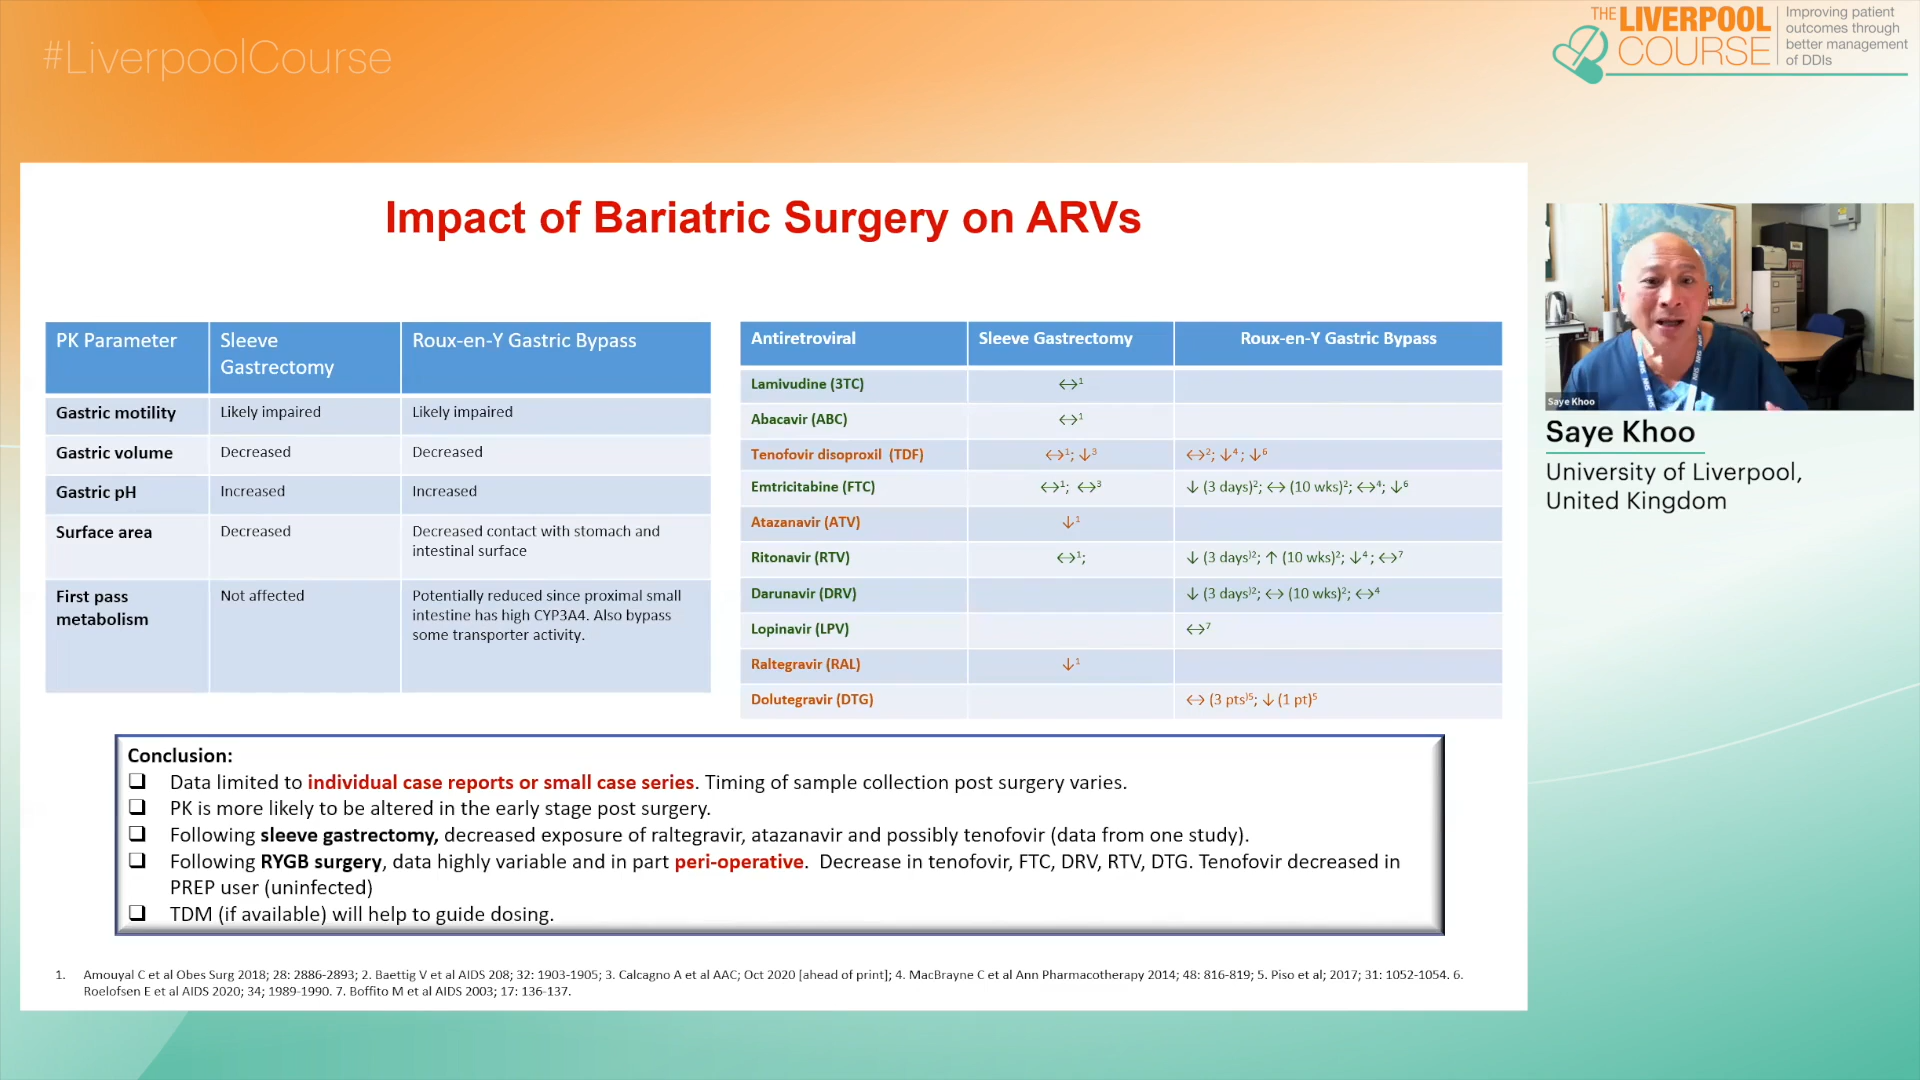 #LiverpoolCourse
THE LIVERPOOL
COURSE
Improving patient
outcomes through
better management
of DDIs
Impact of Bariatric Surgery on ARVs
PK Parameter Sleeve Gastrectomy Roux-en-Y Gastric Bypass
Gastric motility Likely impaired Likely impaired
Gastric volume Decreased Decreased
Gastric pH Increased Increased
Surface area Decreased Decreased contact with stomach and
intestinal surface
First pass metabolism Not affected Potentially reduced since proximal small
intestine has high CYP3A4. Also bypass
some transporter activity.
Antiretroviral Sleeve Gastrectomy Roux-en-Y Gastric Bypass
Lamivudine (3TC) ↔¹
Abacavir (ABC) ↔¹
Tenofovir disoproxil (TDF) ↔¹; ↓³ ↔²; ↓⁴ ; ↓⁶
Emtricitabine (FTC) ↔¹; ↔³ ↓ (3 days)²; ↔ (10 wks)²; ↔⁴; ↓⁶
Atazanavir (ATV) ↓¹
Ritonavir (RTV) ↔¹; ↓ (3 days⁾²; ↑ (10 wks)²; ↓⁴ ; ↔⁷
Darunavir (DRV) ↓ (3 days⁾²; ↔ (10 wks)²; ↔⁴
Lopinavir (LPV) ↔⁷
Raltegravir (RAL) ↓¹
Dolutegravir (DTG) ↔ (3 pts⁾⁵; ↓ (1 pt)⁵
Conclusion:
❑ Data limited to individual case reports or small case series. Timing of sample collection post surgery varies.
❑ PK is more likely to be altered in the early stage post surgery.
❑ Following sleeve gastrectomy, decreased exposure of raltegravir, atazanavir and possibly tenofovir (data from one study).
❑ Following RYGB surgery, data highly variable and in part peri-operative. Decrease in tenofovir, FTC, DRV, RTV, DTG. Tenofovir decreased in
PREP user (uninfected)
❑ TDM (if available) will help to guide dosing.
1. Amouyal C et al Obes Surg 2018; 28: 2886-2893; 2. Baettig V et al AIDS 208; 32: 1903-1905; 3. Calcagno A et al AAC; Oct 2020 [ahead of print]; 4. MacBrayne C et al Ann Pharmacotherapy 2014; 48: 816-819; 5. Piso et al; 2017; 31: 1052-1054. 6.
Roelofsen E et al AIDS 2020; 34; 1989-1990. 7. Boffito M et al AIDS 2003; 17: 136-137.
NHS
Saye Khoo
Saye Khoo
University of Liverpool,
United Kingdom